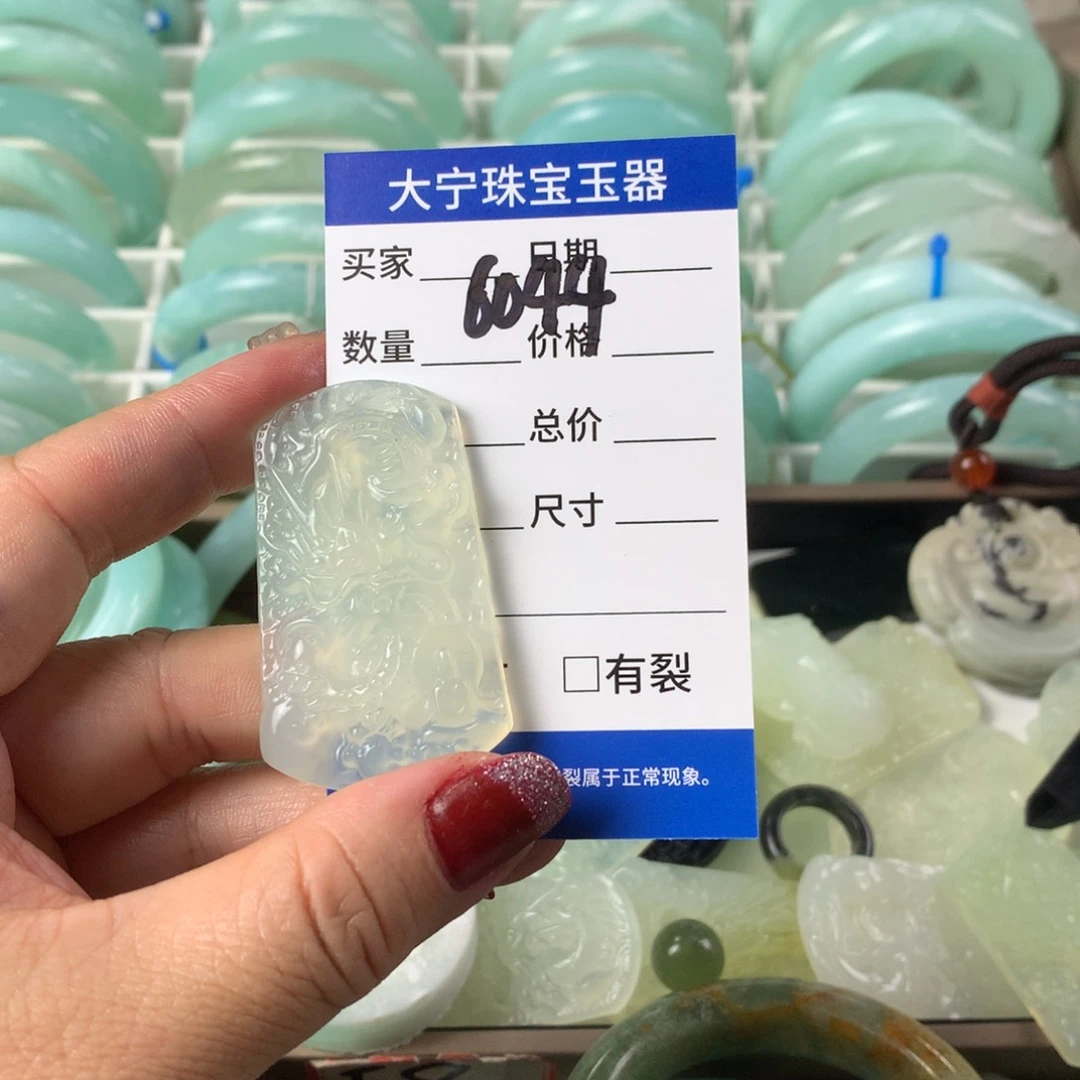 大宁珠宝玉器
买家 日期
6044
数量 价格
总价
尺寸
□有裂
裂属于正常现象。